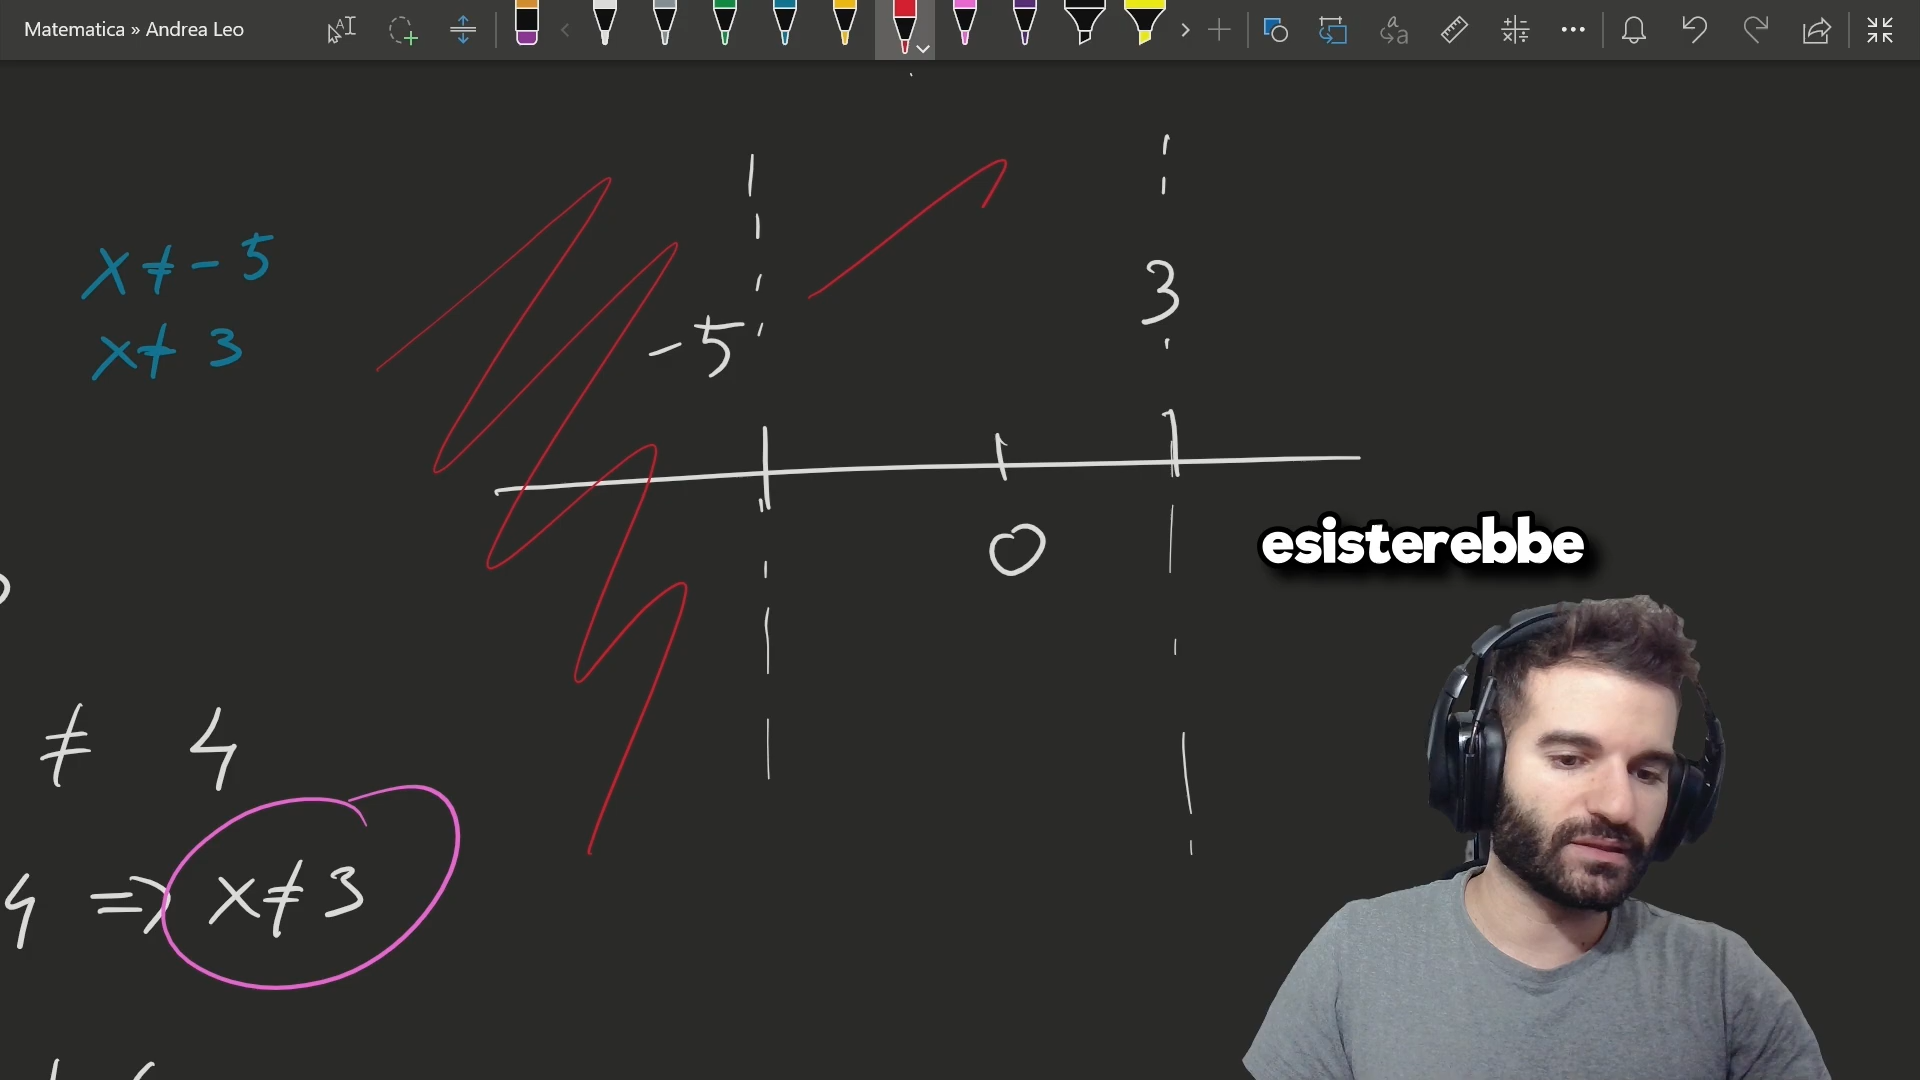 Matematica » Andrea Leo
x ≠ - 5
x ≠ 3
- 5
3
0
esisterebbe
≠ 4
4 => x ≠ 3